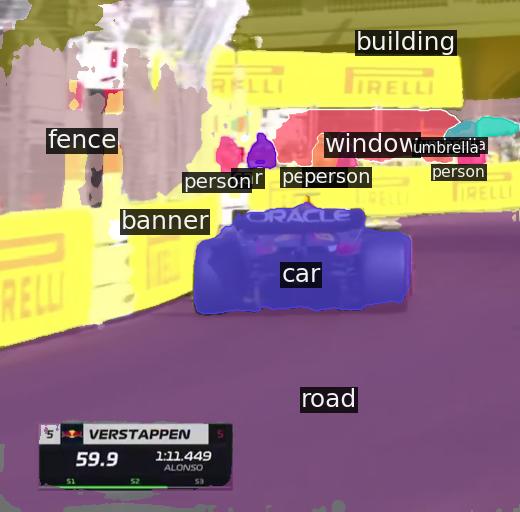 building
PIRELLI
PIRELLI
fence
window
umbrella
person
person
person
banner
ORACLE
car
RELLI
road
5 VERSTAPPEN 5
59.9 1:11.449
ALONSO
S1 S2 S3